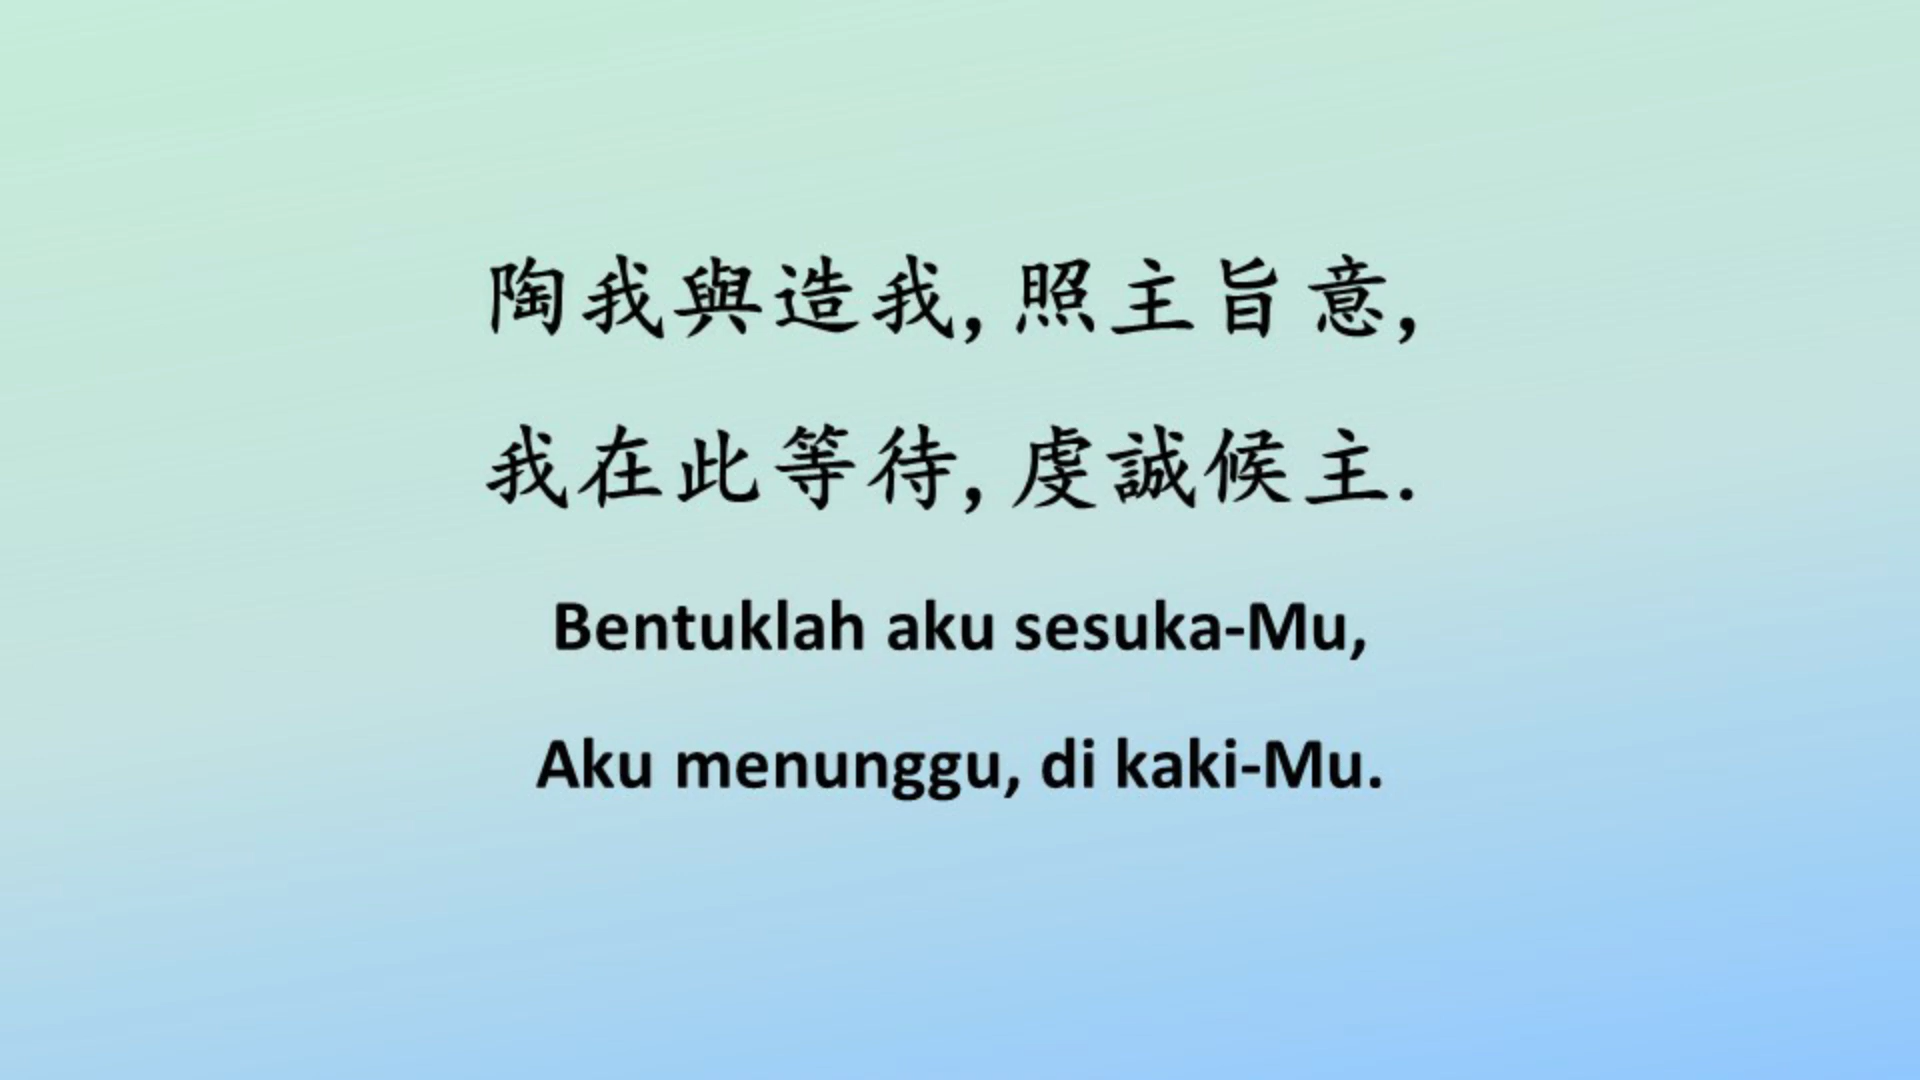 陶我與造我,照主旨意,
我在此等待,虔誠候主.
Bentuklah aku sesuka-Mu,
Aku menunggu, di kaki-Mu.